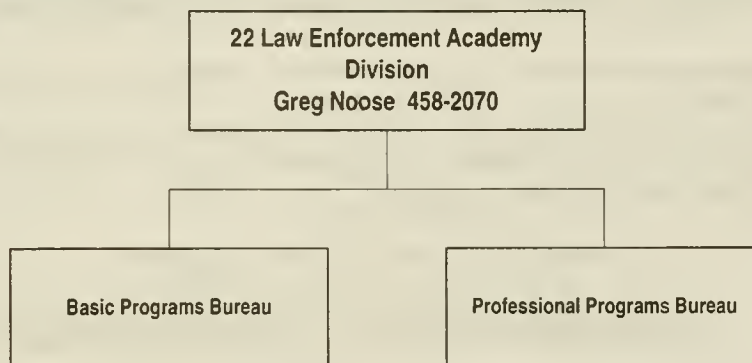 22 Law Enforcement Academy
Division
Greg Noose 458-2070
Basic Programs Bureau
Professional Programs Bureau